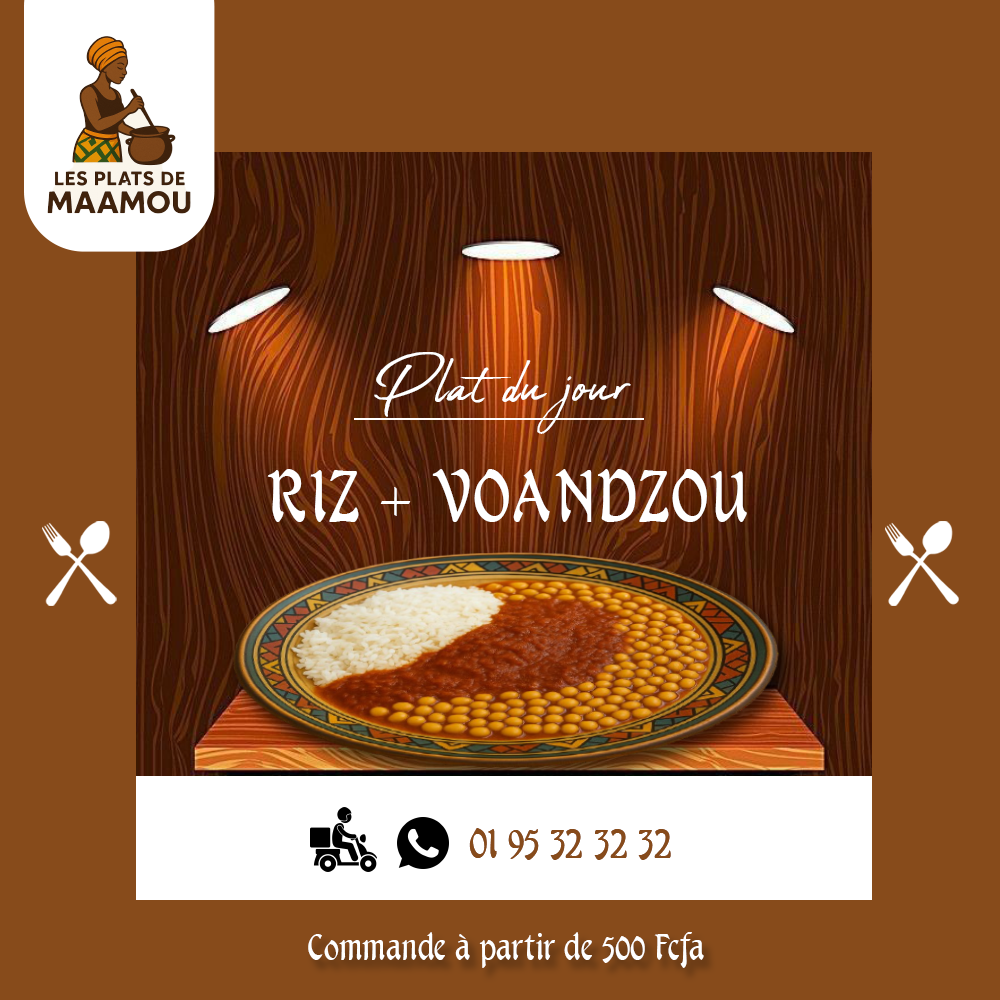 LES PLATS DE
MAAMOU
Plat du jour
RIZ + VOANDZOU
01 95 32 32 32
Commande à partir de 500 Fcfa